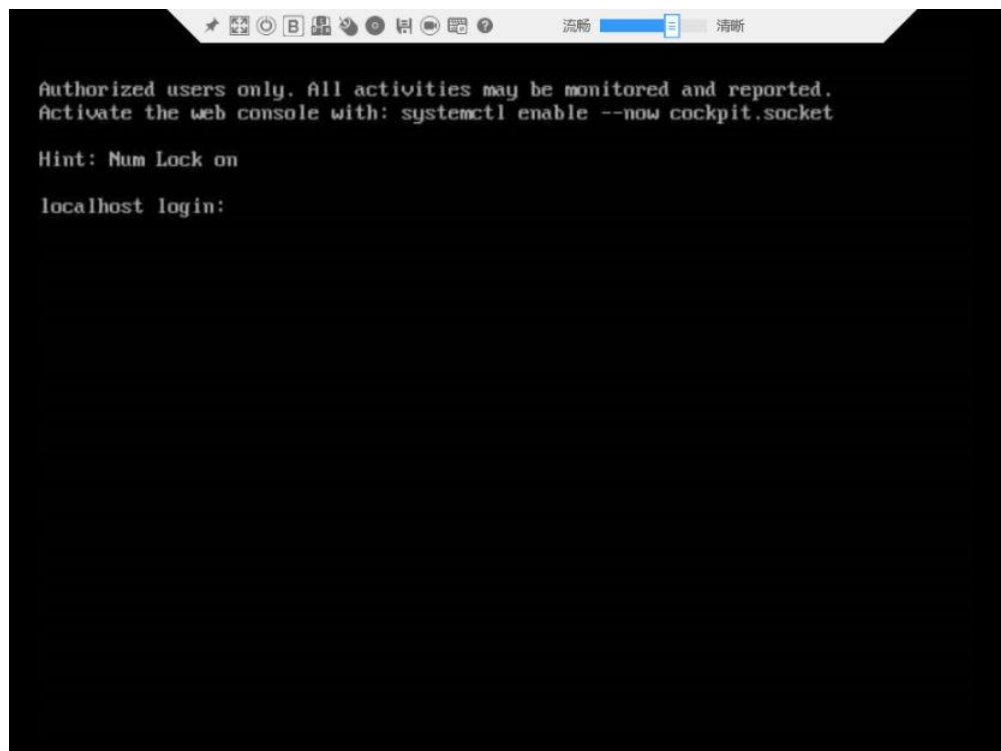 流畅 清晰
Authorized users only. All activities may be monitored and reported.
Activate the web console with: systemctl enable --now cockpit.socket
Hint: Num Lock on
localhost login: